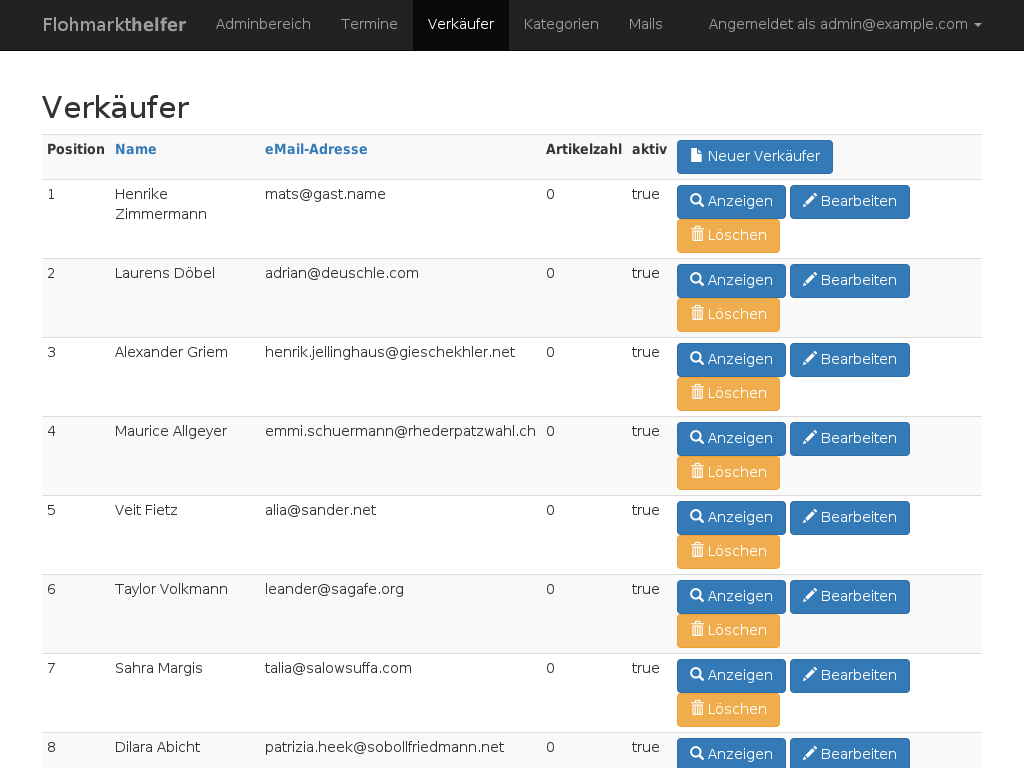 Flohmarkthelfer Adminbereich Termine Verkäufer Kategorien Mails Angemeldet als admin@example.com
Verkäufer
Position Name eMail-Adresse Artikelzahl aktiv Neuer Verkäufer
1 Henrike Zimmermann mats@gast.name 0 true Anzeigen Bearbeiten
Löschen
2 Laurens Döbel adrian@deuschle.com 0 true Anzeigen Bearbeiten
Löschen
3 Alexander Griem henrik.jellinghaus@gieschekhler.net 0 true Anzeigen Bearbeiten
Löschen
4 Maurice Allgeyer emmi.schuermann@rhederpatzwahl.ch 0 true Anzeigen Bearbeiten
Löschen
5 Veit Fietz alia@sander.net 0 true Anzeigen Bearbeiten
Löschen
6 Taylor Volkmann leander@sagafe.org 0 true Anzeigen Bearbeiten
Löschen
7 Sahra Margis talia@salowsuffa.com 0 true Anzeigen Bearbeiten
Löschen
8 Dilara Abicht patrizia.heek@sobollfriedmann.net 0 true Anzeigen Bearbeiten